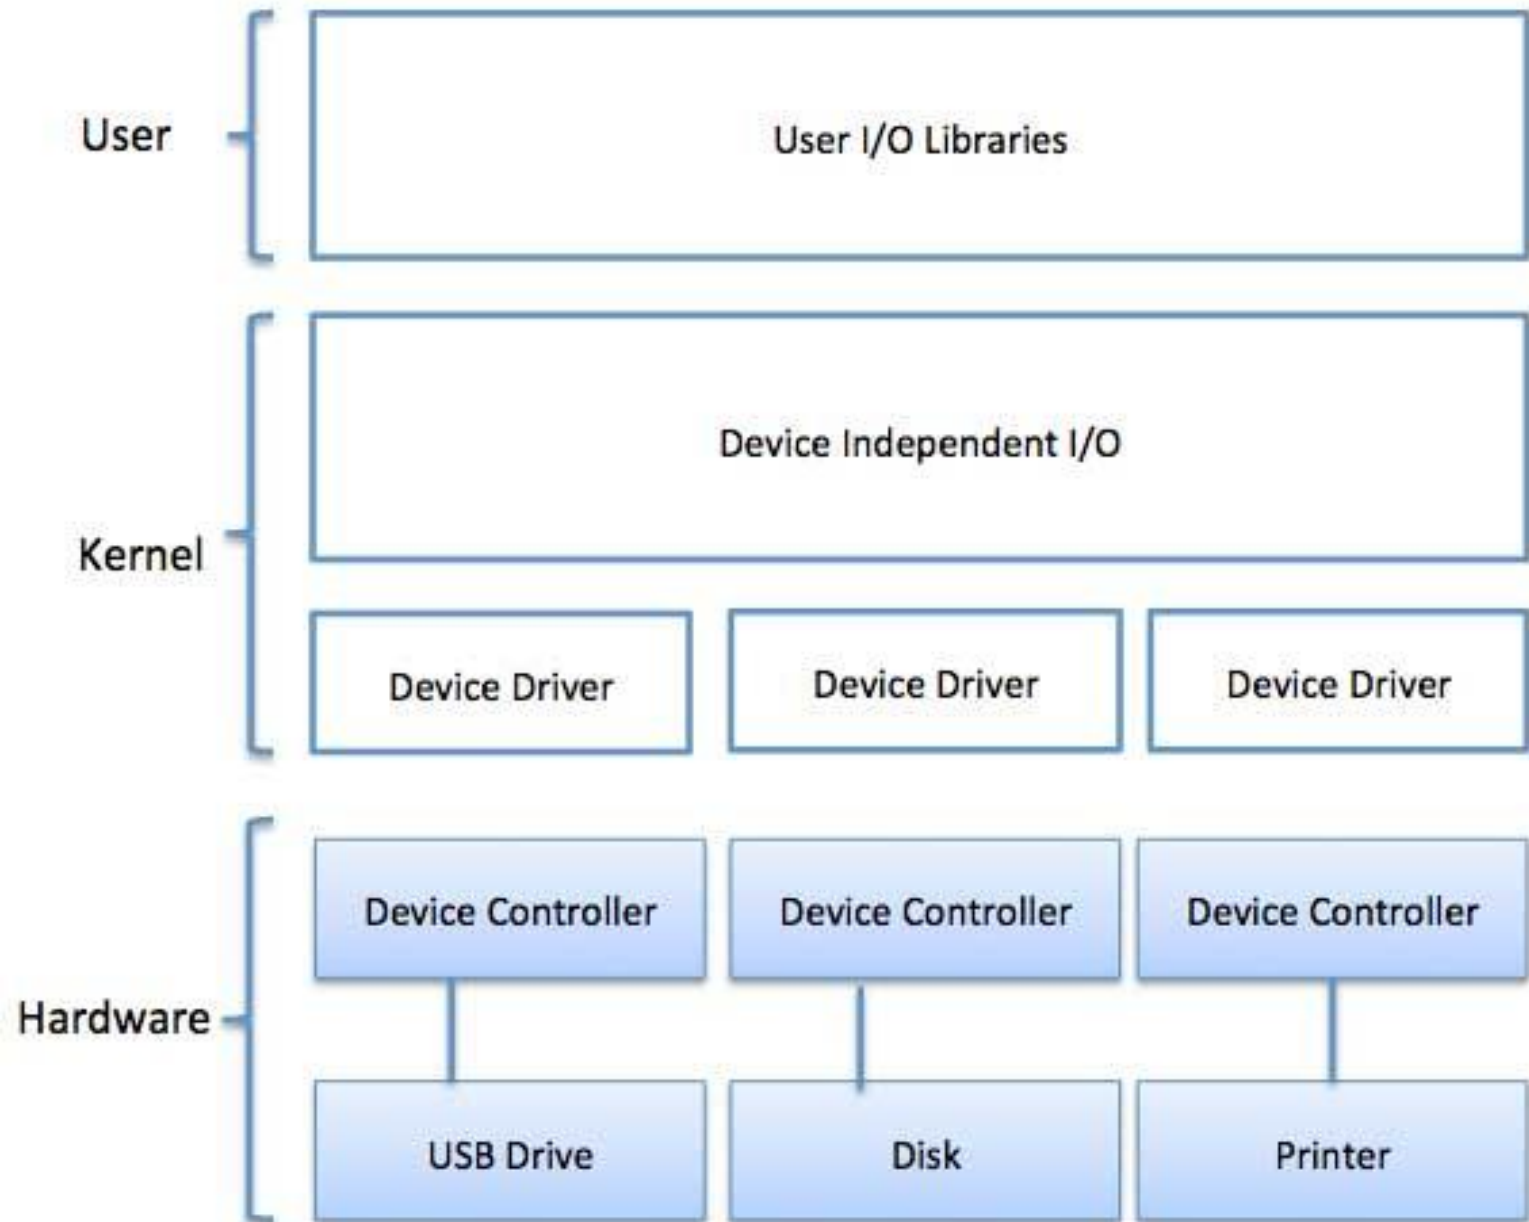 User
User I/O Libraries
Kernel
Device Independent I/O
Device Driver
Device Driver
Device Driver
Hardware
Device Controller
Device Controller
Device Controller
USB Drive
Disk
Printer